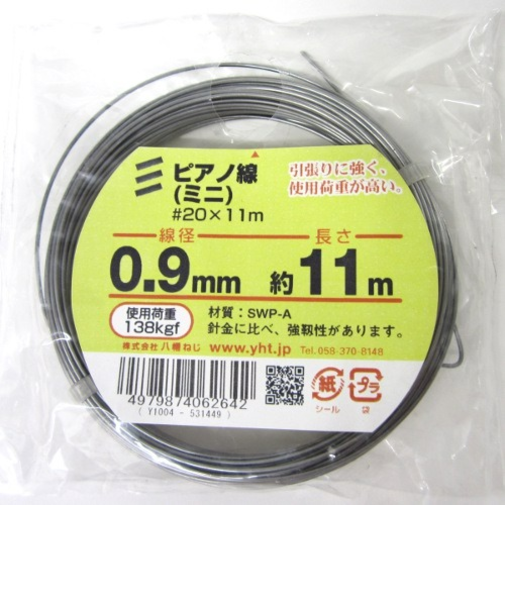 ピアノ線
(ミニ)
#20×11m
引張りに強く、
使用荷重が高い。
線径 長さ
0.9mm 約11m
使用荷重
138kgf
材質：SWP-A
針金に比べ、強靭性があります。
株式会社八幡ねじ www.yht.jp Tel.058-370-8148
4979874062642
( Y1004 - 531449 )
紙 プラ
シール 袋